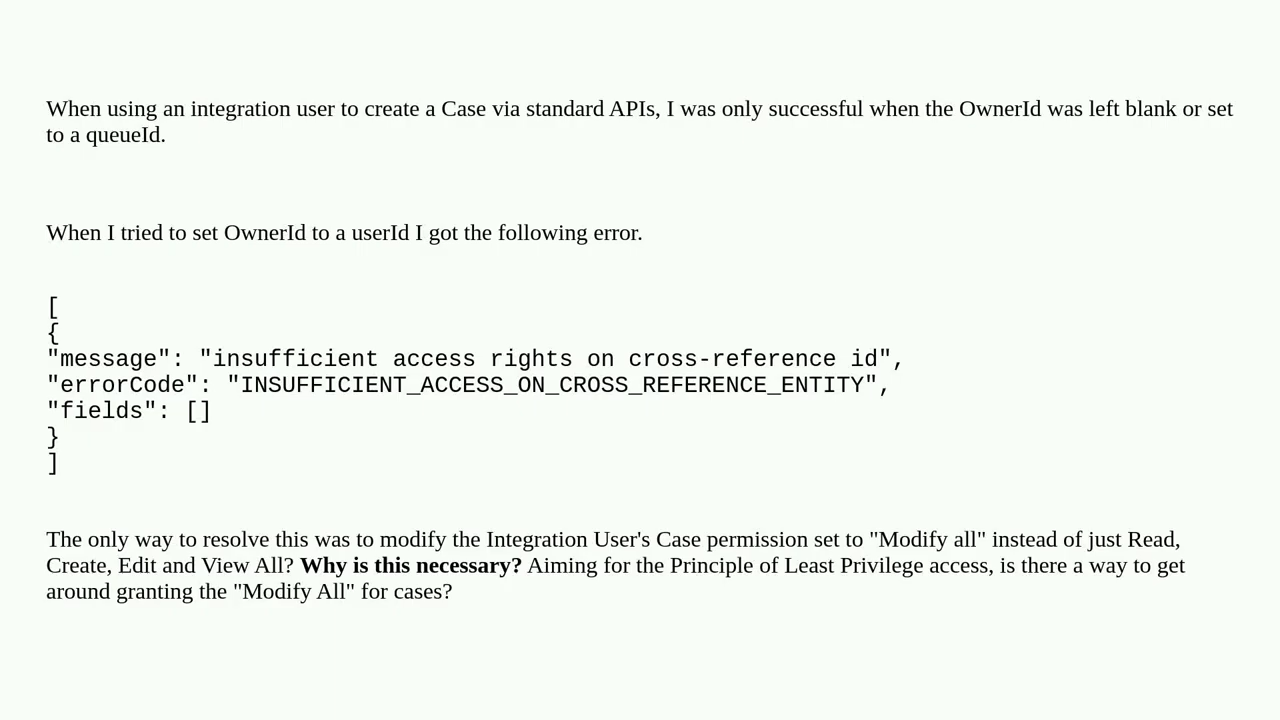 When using an integration user to create a Case via standard APIs, I was only successful when the OwnerId was left blank or set
to a queueId.
When I tried to set OwnerId to a userId I got the following error.
[
{
"message": "insufficient access rights on cross-reference id",
"errorCode": "INSUFFICIENT_ACCESS_ON_CROSS_REFERENCE_ENTITY",
"fields": []
}
]
The only way to resolve this was to modify the Integration User's Case permission set to "Modify all" instead of just Read,
Create, Edit and View All? Why is this necessary? Aiming for the Principle of Least Privilege access, is there a way to get
around granting the "Modify All" for cases?